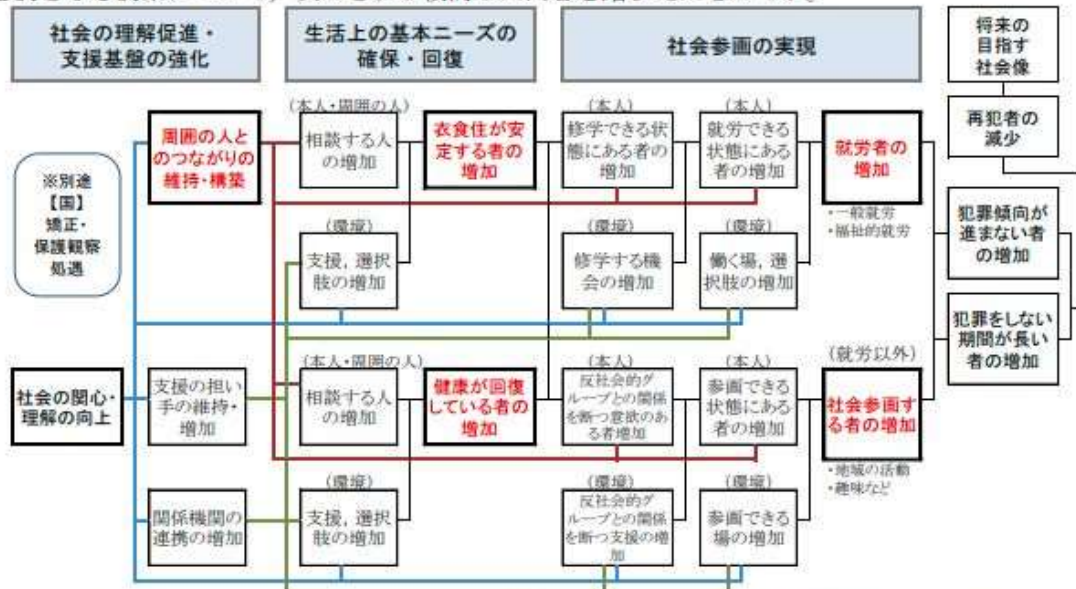 社会の理解促進・
支援基盤の強化
生活上の基本ニーズの
確保・回復
社会参画の実現
将来の
目指す
社会像
再犯者の
減少
犯罪傾向が
進まない者
の増加
犯罪をしない
期間が長い
者の増加
※別途
【国】
矯正・
保護観察
処遇
社会の関心・
理解の向上
周囲の人と
のつながりの
維持・構築
支援の担い
手の維持・
増加
関係機関の
連携の増加
(本人・周囲の人)
相談する人
の増加
(環境)
支援，選択
肢の増加
(本人・周囲の人)
相談する人
の増加
(環境)
支援，選択
肢の増加
衣食住が安
定する者の
増加
健康が回復
している者の
増加
(本人)
修学できる状
態にある者の
増加
(環境)
修学する機
会の増加
(本人)
反社会的グ
ループとの関係
を断つ意欲のあ
る者増加
(環境)
反社会的グ
ループとの関係
を断つ支援の増
加
(本人)
就労できる
状態にある
者の増加
(環境)
働く場，選
択肢の増加
(本人)
参画できる
状態にある
者の増加
(環境)
参画できる
場の増加
就労者の
増加
・一般就労
・福祉的就労
(就労以外)
社会参画す
る者の増加
・地域の活動
・趣味など